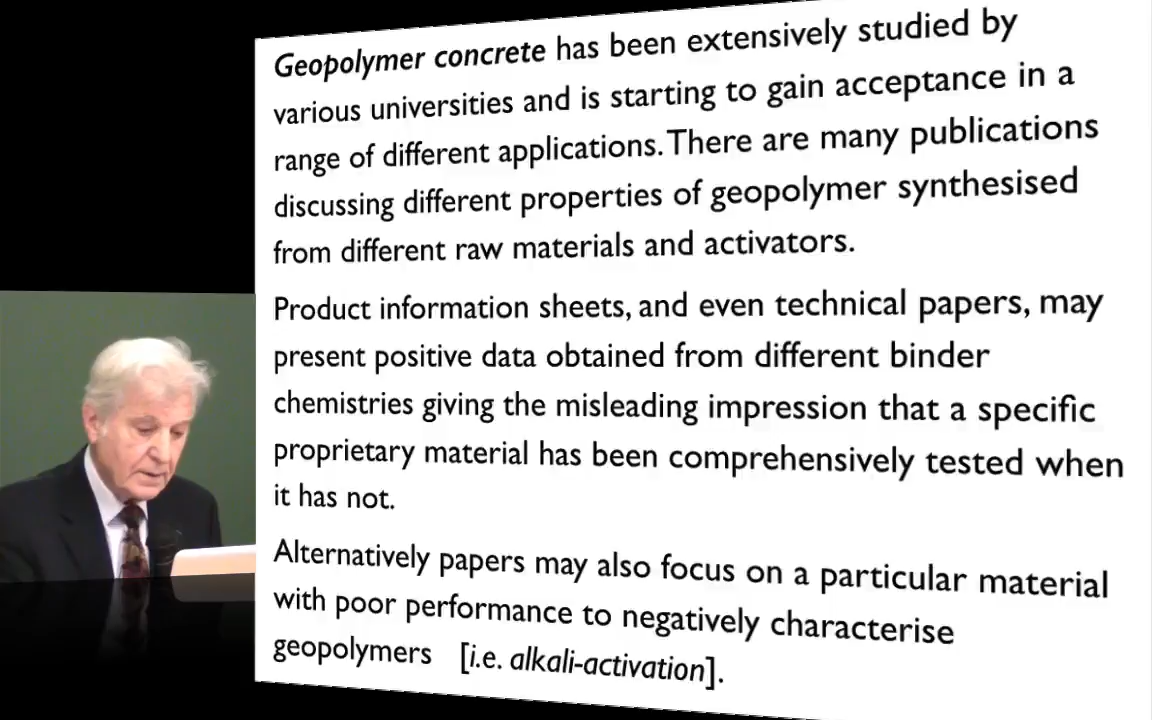 Geopolymer concrete has been extensively studied by
various universities and is starting to gain acceptance in a
range of different applications. There are many publications
discussing different properties of geopolymer synthesised
from different raw materials and activators.
Product information sheets, and even technical papers, may
present positive data obtained from different binder
chemistries giving the misleading impression that a specific
proprietary material has been comprehensively tested when
it has not.
Alternatively papers may also focus on a particular material
with poor performance to negatively characterise
geopolymers [i.e. alkali-activation].